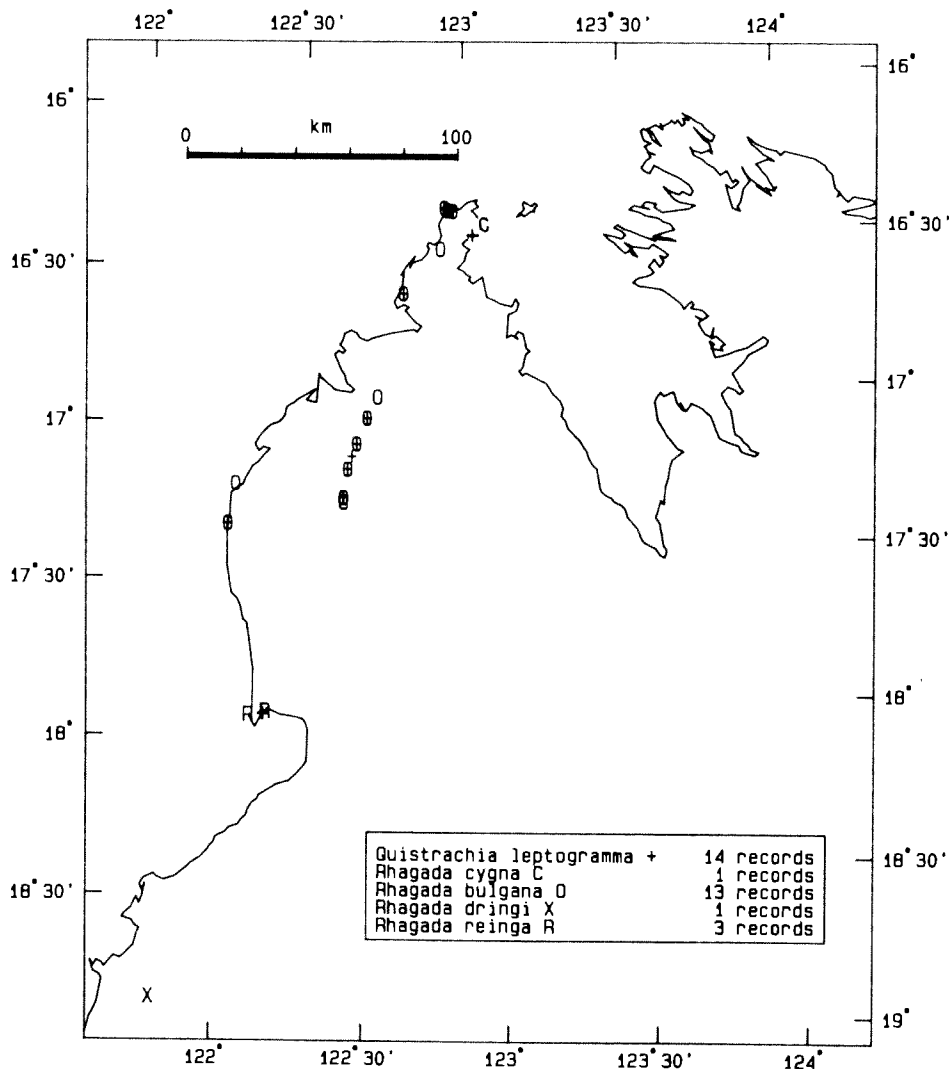 122° 122°30' 123° 123°30' 124°
16° 16°
0 km 100
16°30' 16°30'
17° 17°
17°30' 17°30'
18° 18°
18°30' 18°30'
19°
122° 122°30' 123° 123°30' 124°
C
O
O
O
R R
X
Quistrachia leptogramma + 14 records
Rhagada cygna C 1 records
Rhagada bulgana O 13 records
Rhagada dringi X 1 records
Rhagada reinga R 3 records